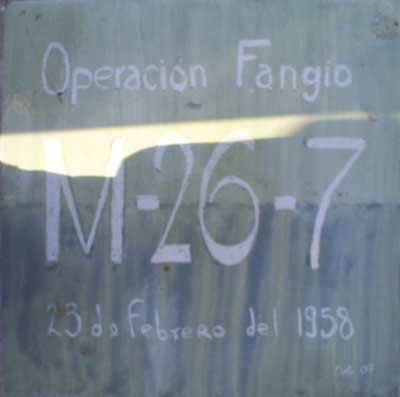 Operación Fangio
M-26-7
23 de Febrero del 1958